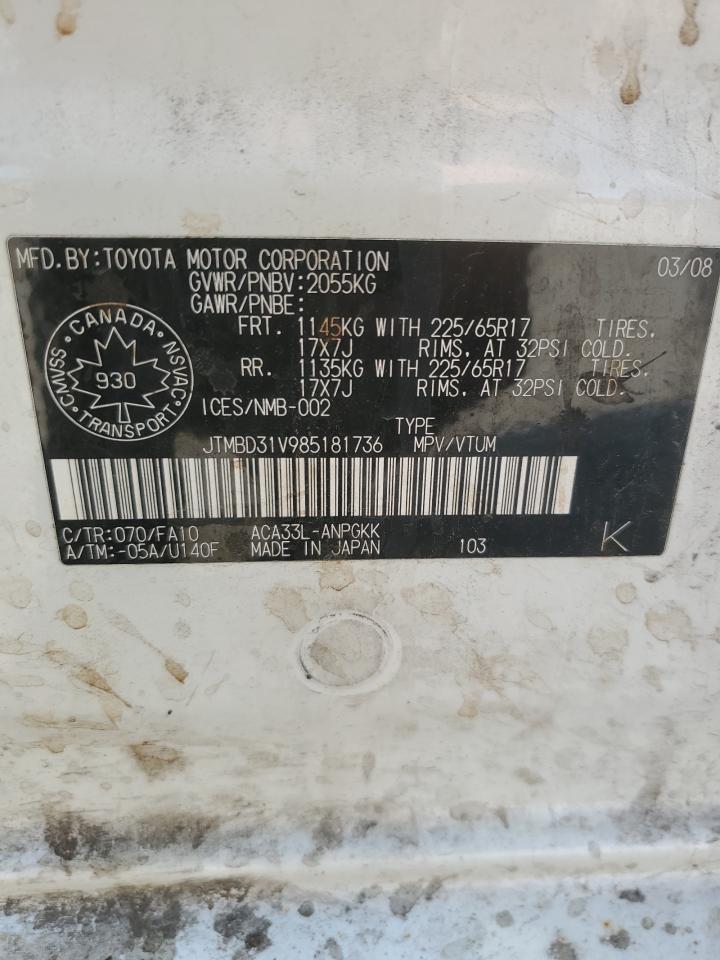 MFD.BY:TOYOTA MOTOR CORPORATION 03/08
GVWR/PNBV:2055KG
GAWR/PNBE:
FRT. 1145KG WITH 225/65R17 TIRES.
17X7J RIMS, AT 32PSI COLD.
RR. 1135KG WITH 225/65R17 TIRES.
17X7J RIMS, AT 32PSI COLD.
CANADA
CMVSS 930 NSVAC
TRANSPORT
ICES/NMB-002
TYPE
JTMBD31V985181736 MPV/VTUM
C/TR:070/FA10 ACA33L-ANPGKK
A/TM:-05A/U140F MADE IN JAPAN 103 K